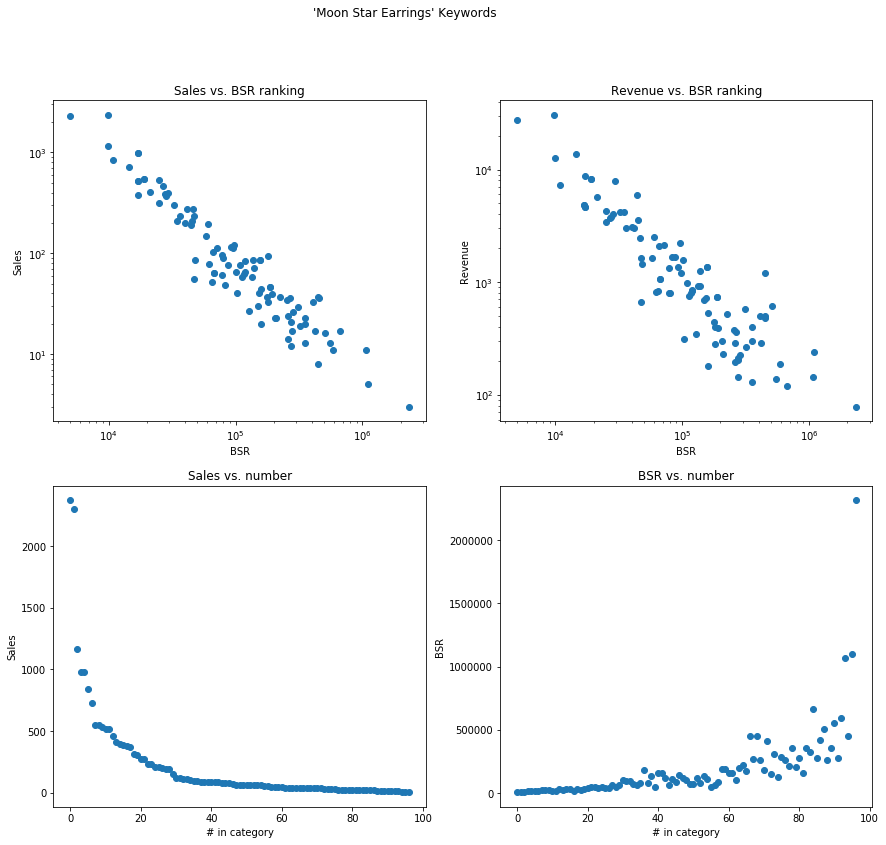 'Moon Star Earrings' Keywords
Sales vs. BSR ranking
Sales
10³
10²
10¹
10⁴
10⁵
10⁶
BSR
Revenue vs. BSR ranking
Revenue
10⁴
10³
10²
10⁴
10⁵
10⁶
BSR
Sales vs. number
Sales
2000
1500
1000
500
0
0
20
40
60
80
100
# in category
BSR vs. number
BSR
2000000
1500000
1000000
500000
0
0
20
40
60
80
100
# in category